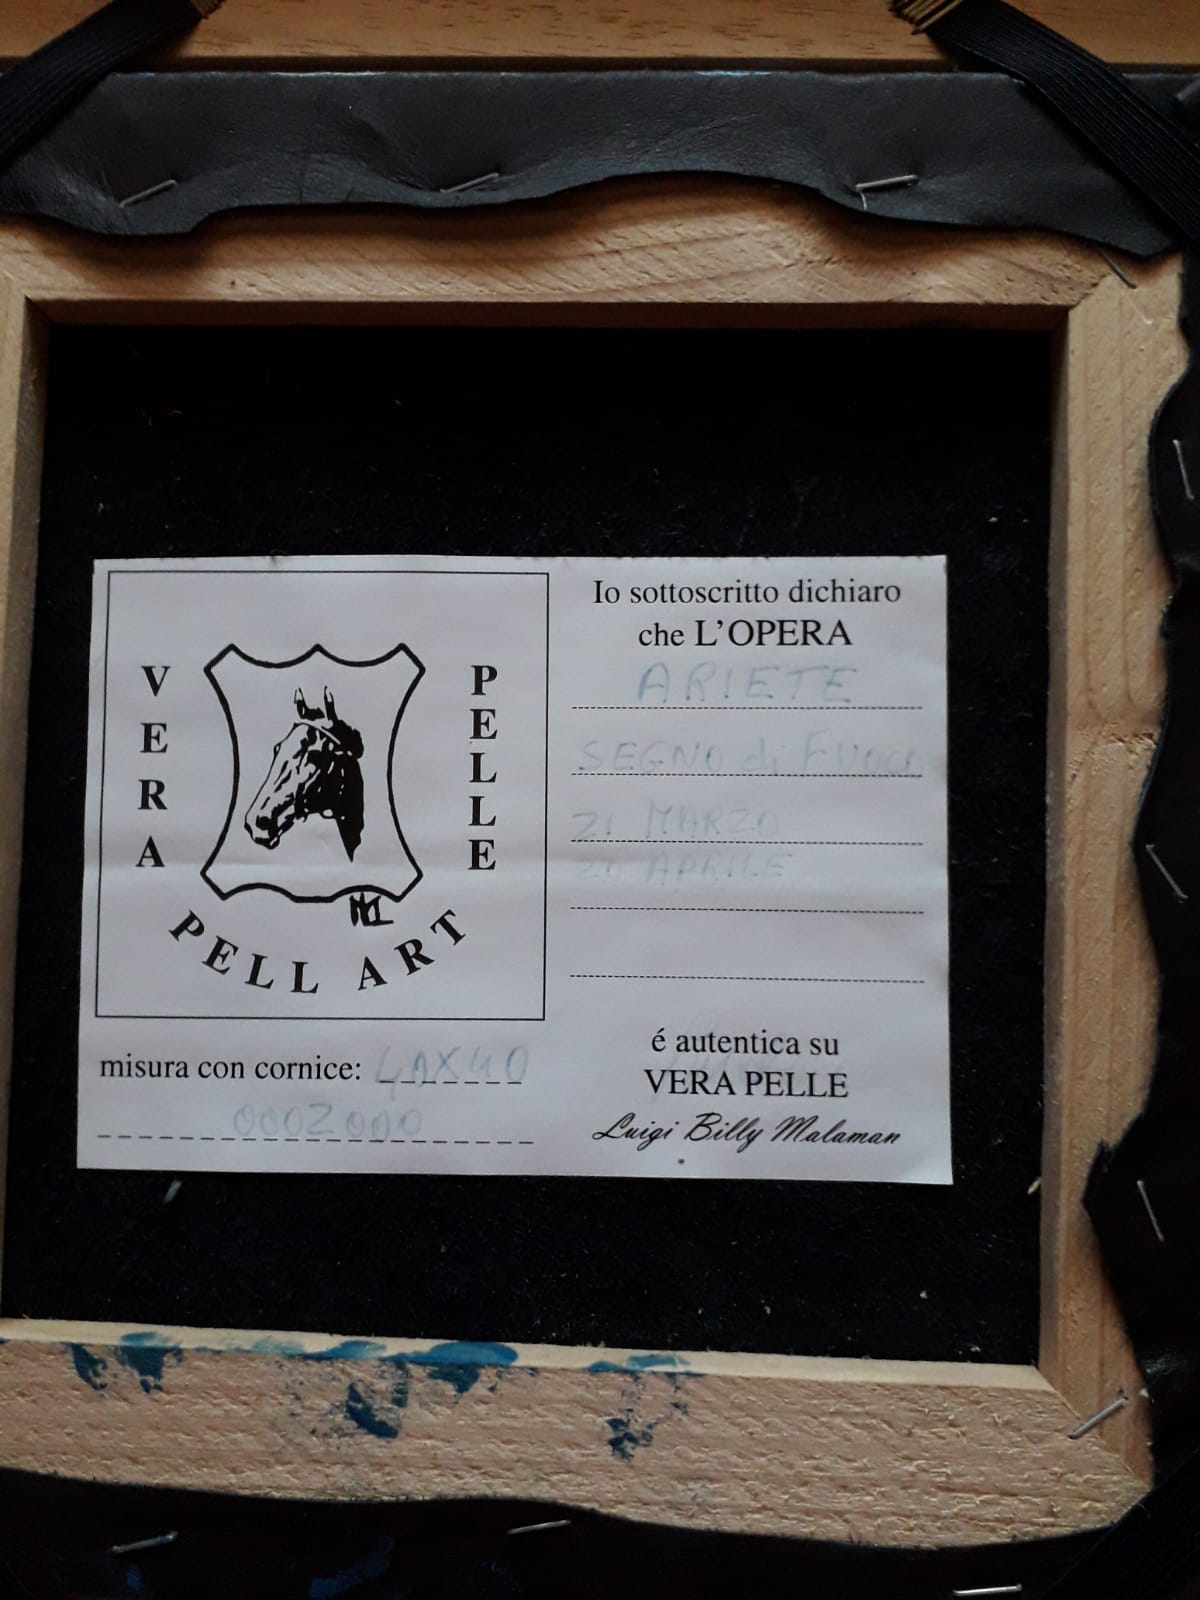 VERA
PELLE
PELL ART
misura con cornice: 40X40
0002000
Io sottoscritto dichiaro
che L'OPERA
ARIETE
SEGNO di FUOCO
21 MARZO
20 APRILE
é autentica su
VERA PELLE
Luigi Billy Malaman